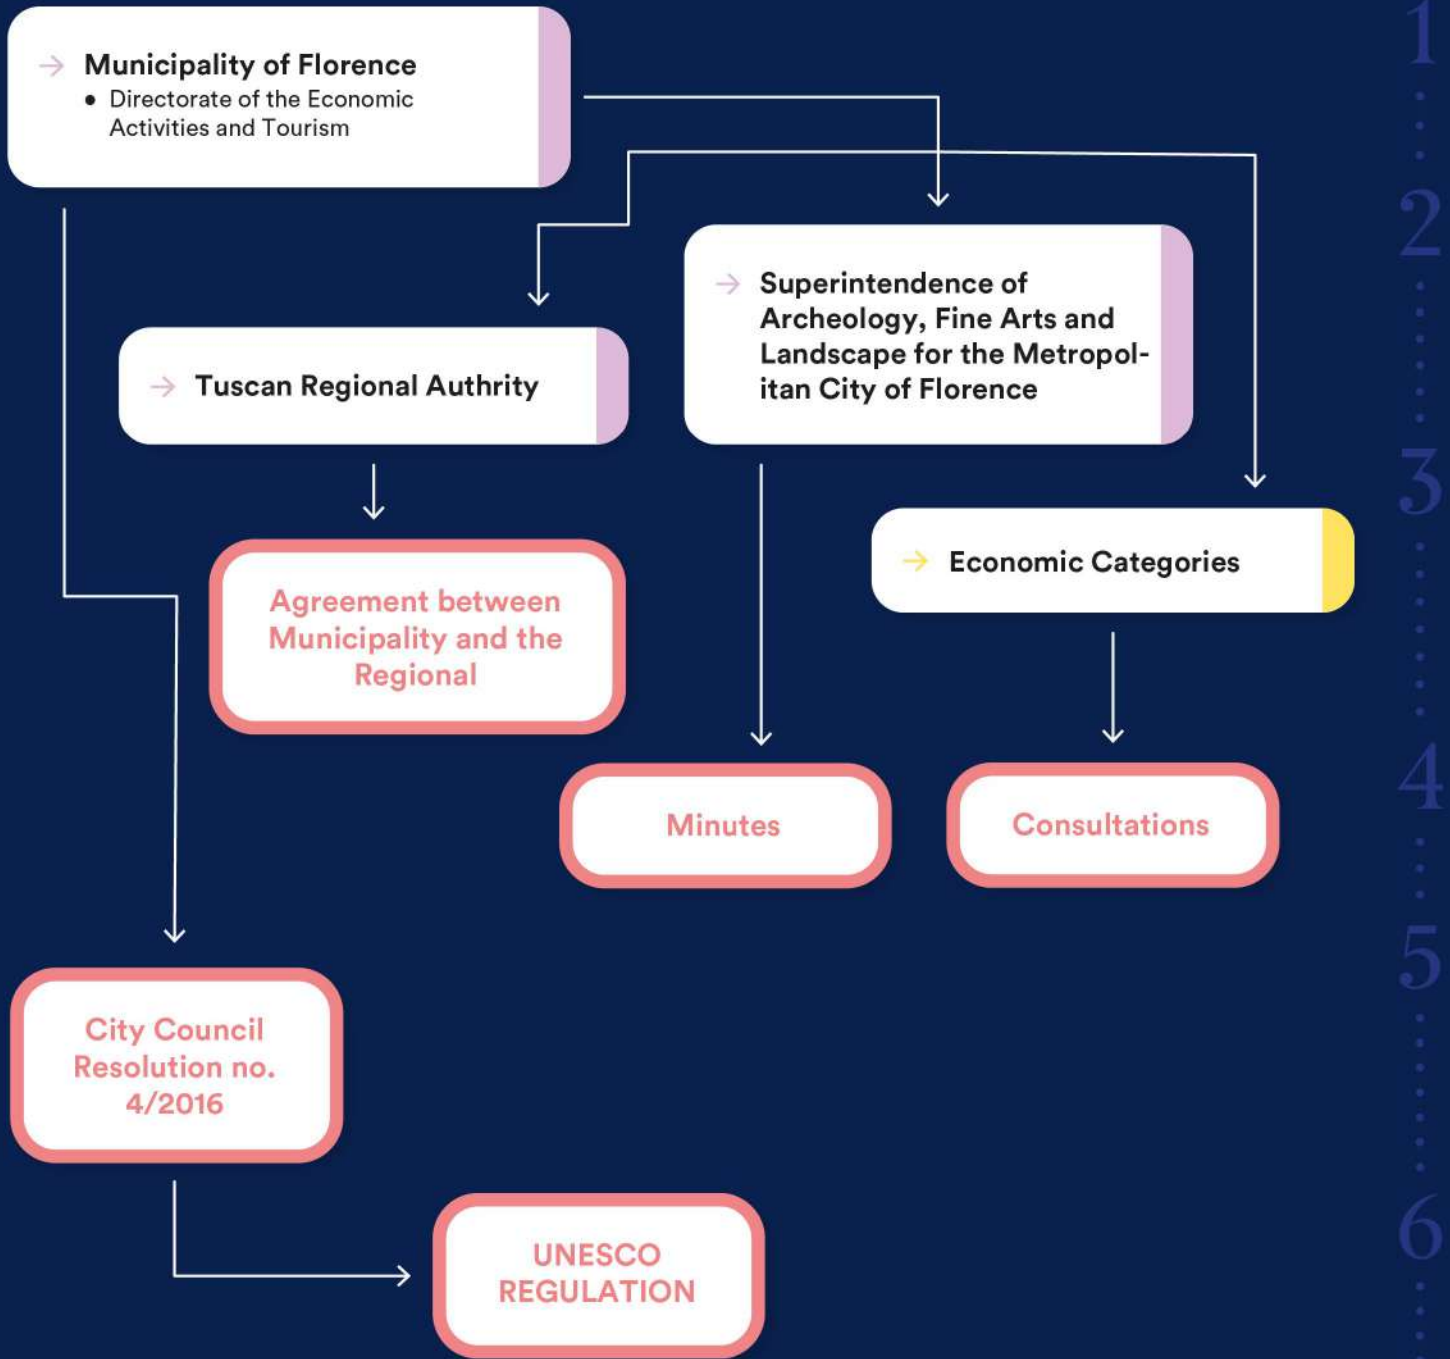 Municipality of Florence
• Directorate of the Economic
Activities and Tourism
1
2
Superintendence of
Archeology, Fine Arts and
Landscape for the Metropol-
itan City of Florence
Tuscan Regional Authrity
3
Economic Categories
Agreement between
Municipality and the
Regional
4
Minutes
Consultations
5
City Council
Resolution no.
4/2016
6
UNESCO
REGULATION